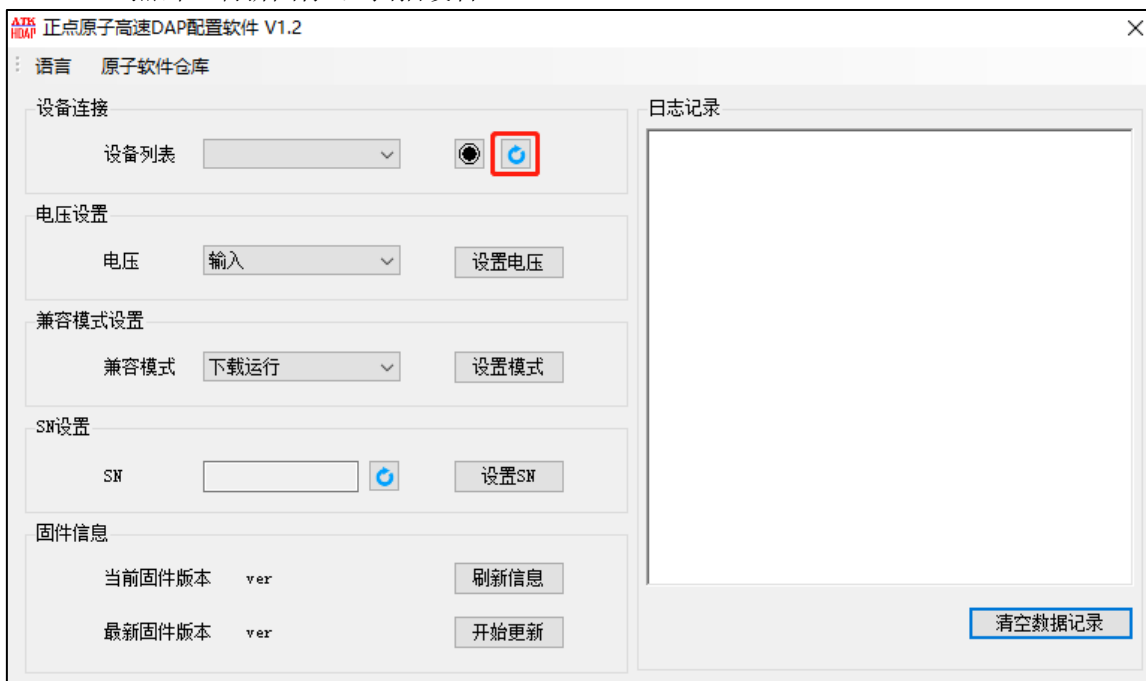 ATK
HDAP 正点原子高速DAP配置软件 V1.2
语言 原子软件仓库
设备连接
设备列表
电压设置
电压 输入 设置电压
兼容模式设置
兼容模式 下载运行 设置模式
SN设置
SN 设置SN
固件信息
当前固件版本 ver 刷新信息
最新固件版本 ver 开始更新
日志记录
清空数据记录